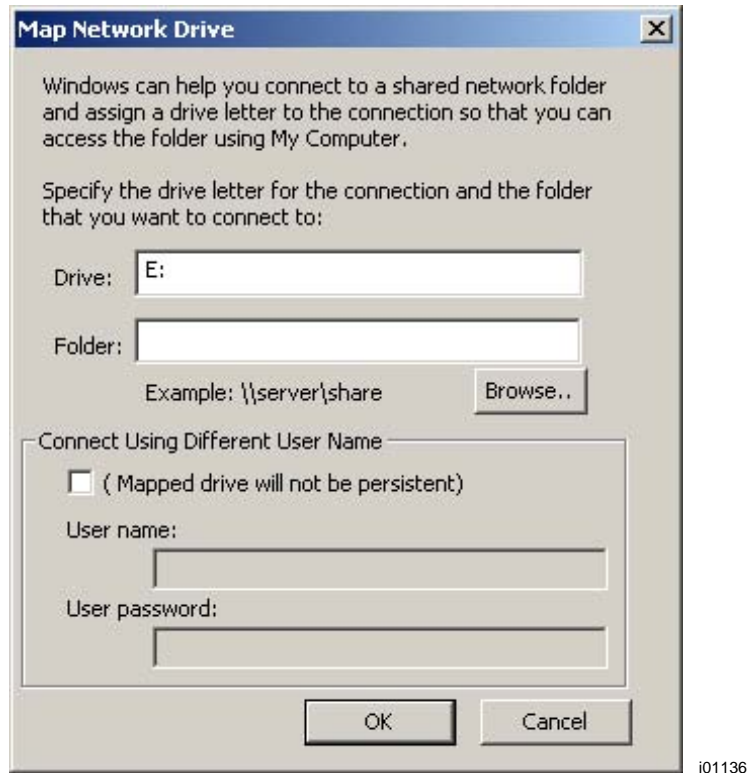 Map Network Drive
Windows can help you connect to a shared network folder
and assign a drive letter to the connection so that you can
access the folder using My Computer.
Specify the drive letter for the connection and the folder
that you want to connect to:
Drive: E:
Folder:
Example: \\server\share Browse..
Connect Using Different User Name
( Mapped drive will not be persistent)
User name:
User password:
OK Cancel
i01136